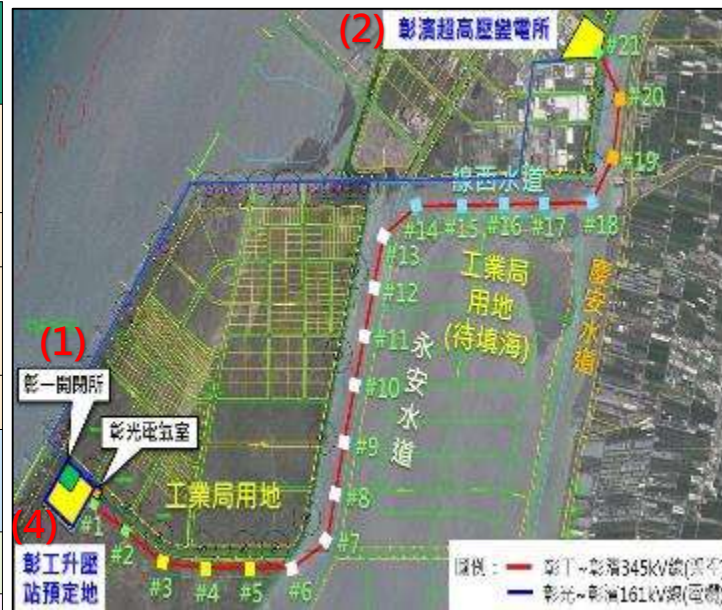 (2) 彰濱超高壓變電所
#21
#20
#19
線西水道
#14 #15 #16 #17 #18
#13
工業局
用地
(待填海)
慶安水道
#12
#11
永安水道
#10
(1)
彰一開閉所
彰光電氣室
#9
工業局用地
#8
(4)
#1
#2
#7
彰工升壓
站預定地
#3 #4 #5 #6
圖例：
彰工~彰濱345kV線
彰光~彰濱161kV線(電纜